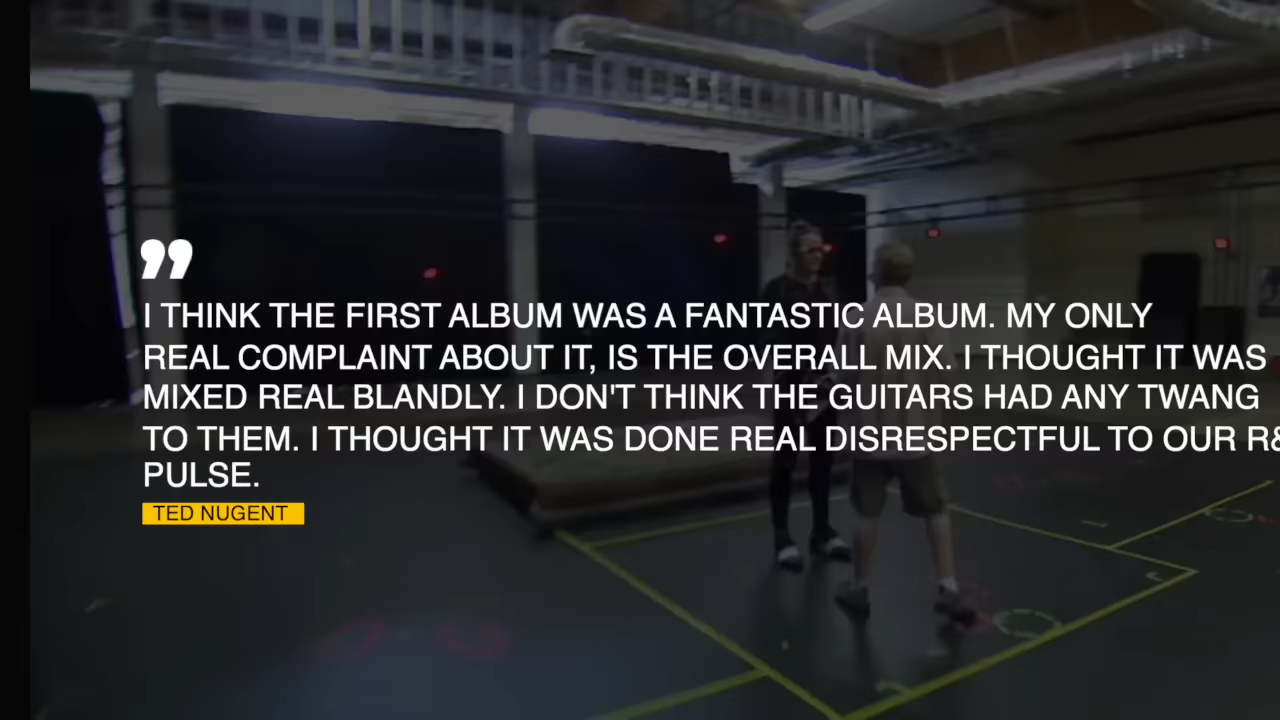 ”
I THINK THE FIRST ALBUM WAS A FANTASTIC ALBUM. MY ONLY
REAL COMPLAINT ABOUT IT, IS THE OVERALL MIX. I THOUGHT IT WAS
MIXED REAL BLANDLY. I DON'T THINK THE GUITARS HAD ANY TWANG
TO THEM. I THOUGHT IT WAS DONE REAL DISRESPECTFUL TO OUR
PULSE.
TED NUGENT